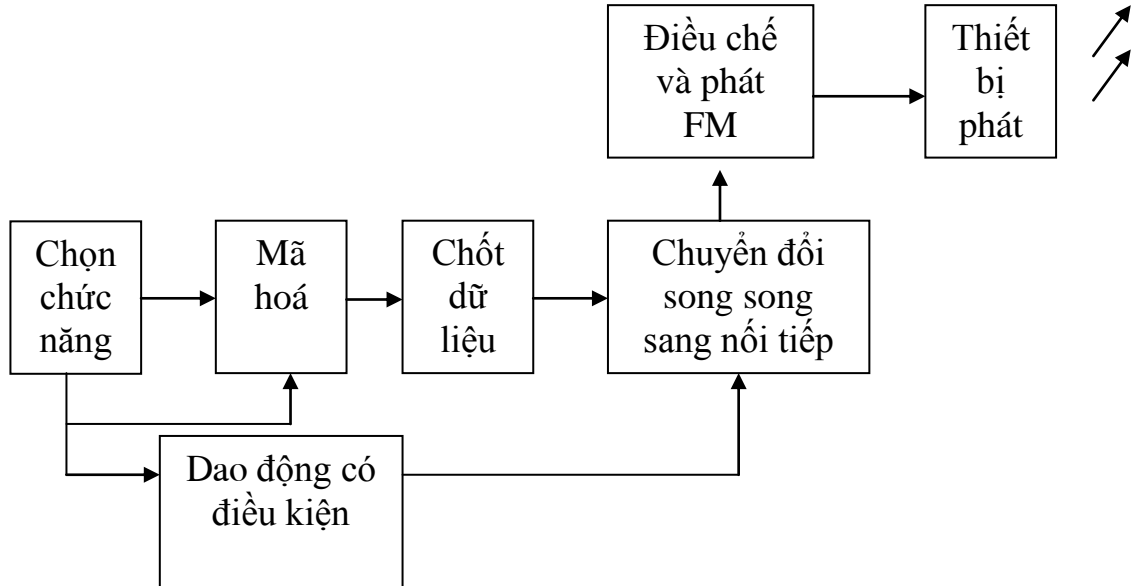 Điều chế
và phát
FM
Thiết
bị
phát
Chọn
chức
năng
Mã
hoá
Chốt
dữ
liệu
Chuyển đổi
song song
sang nối tiếp
Dao động có
điều kiện